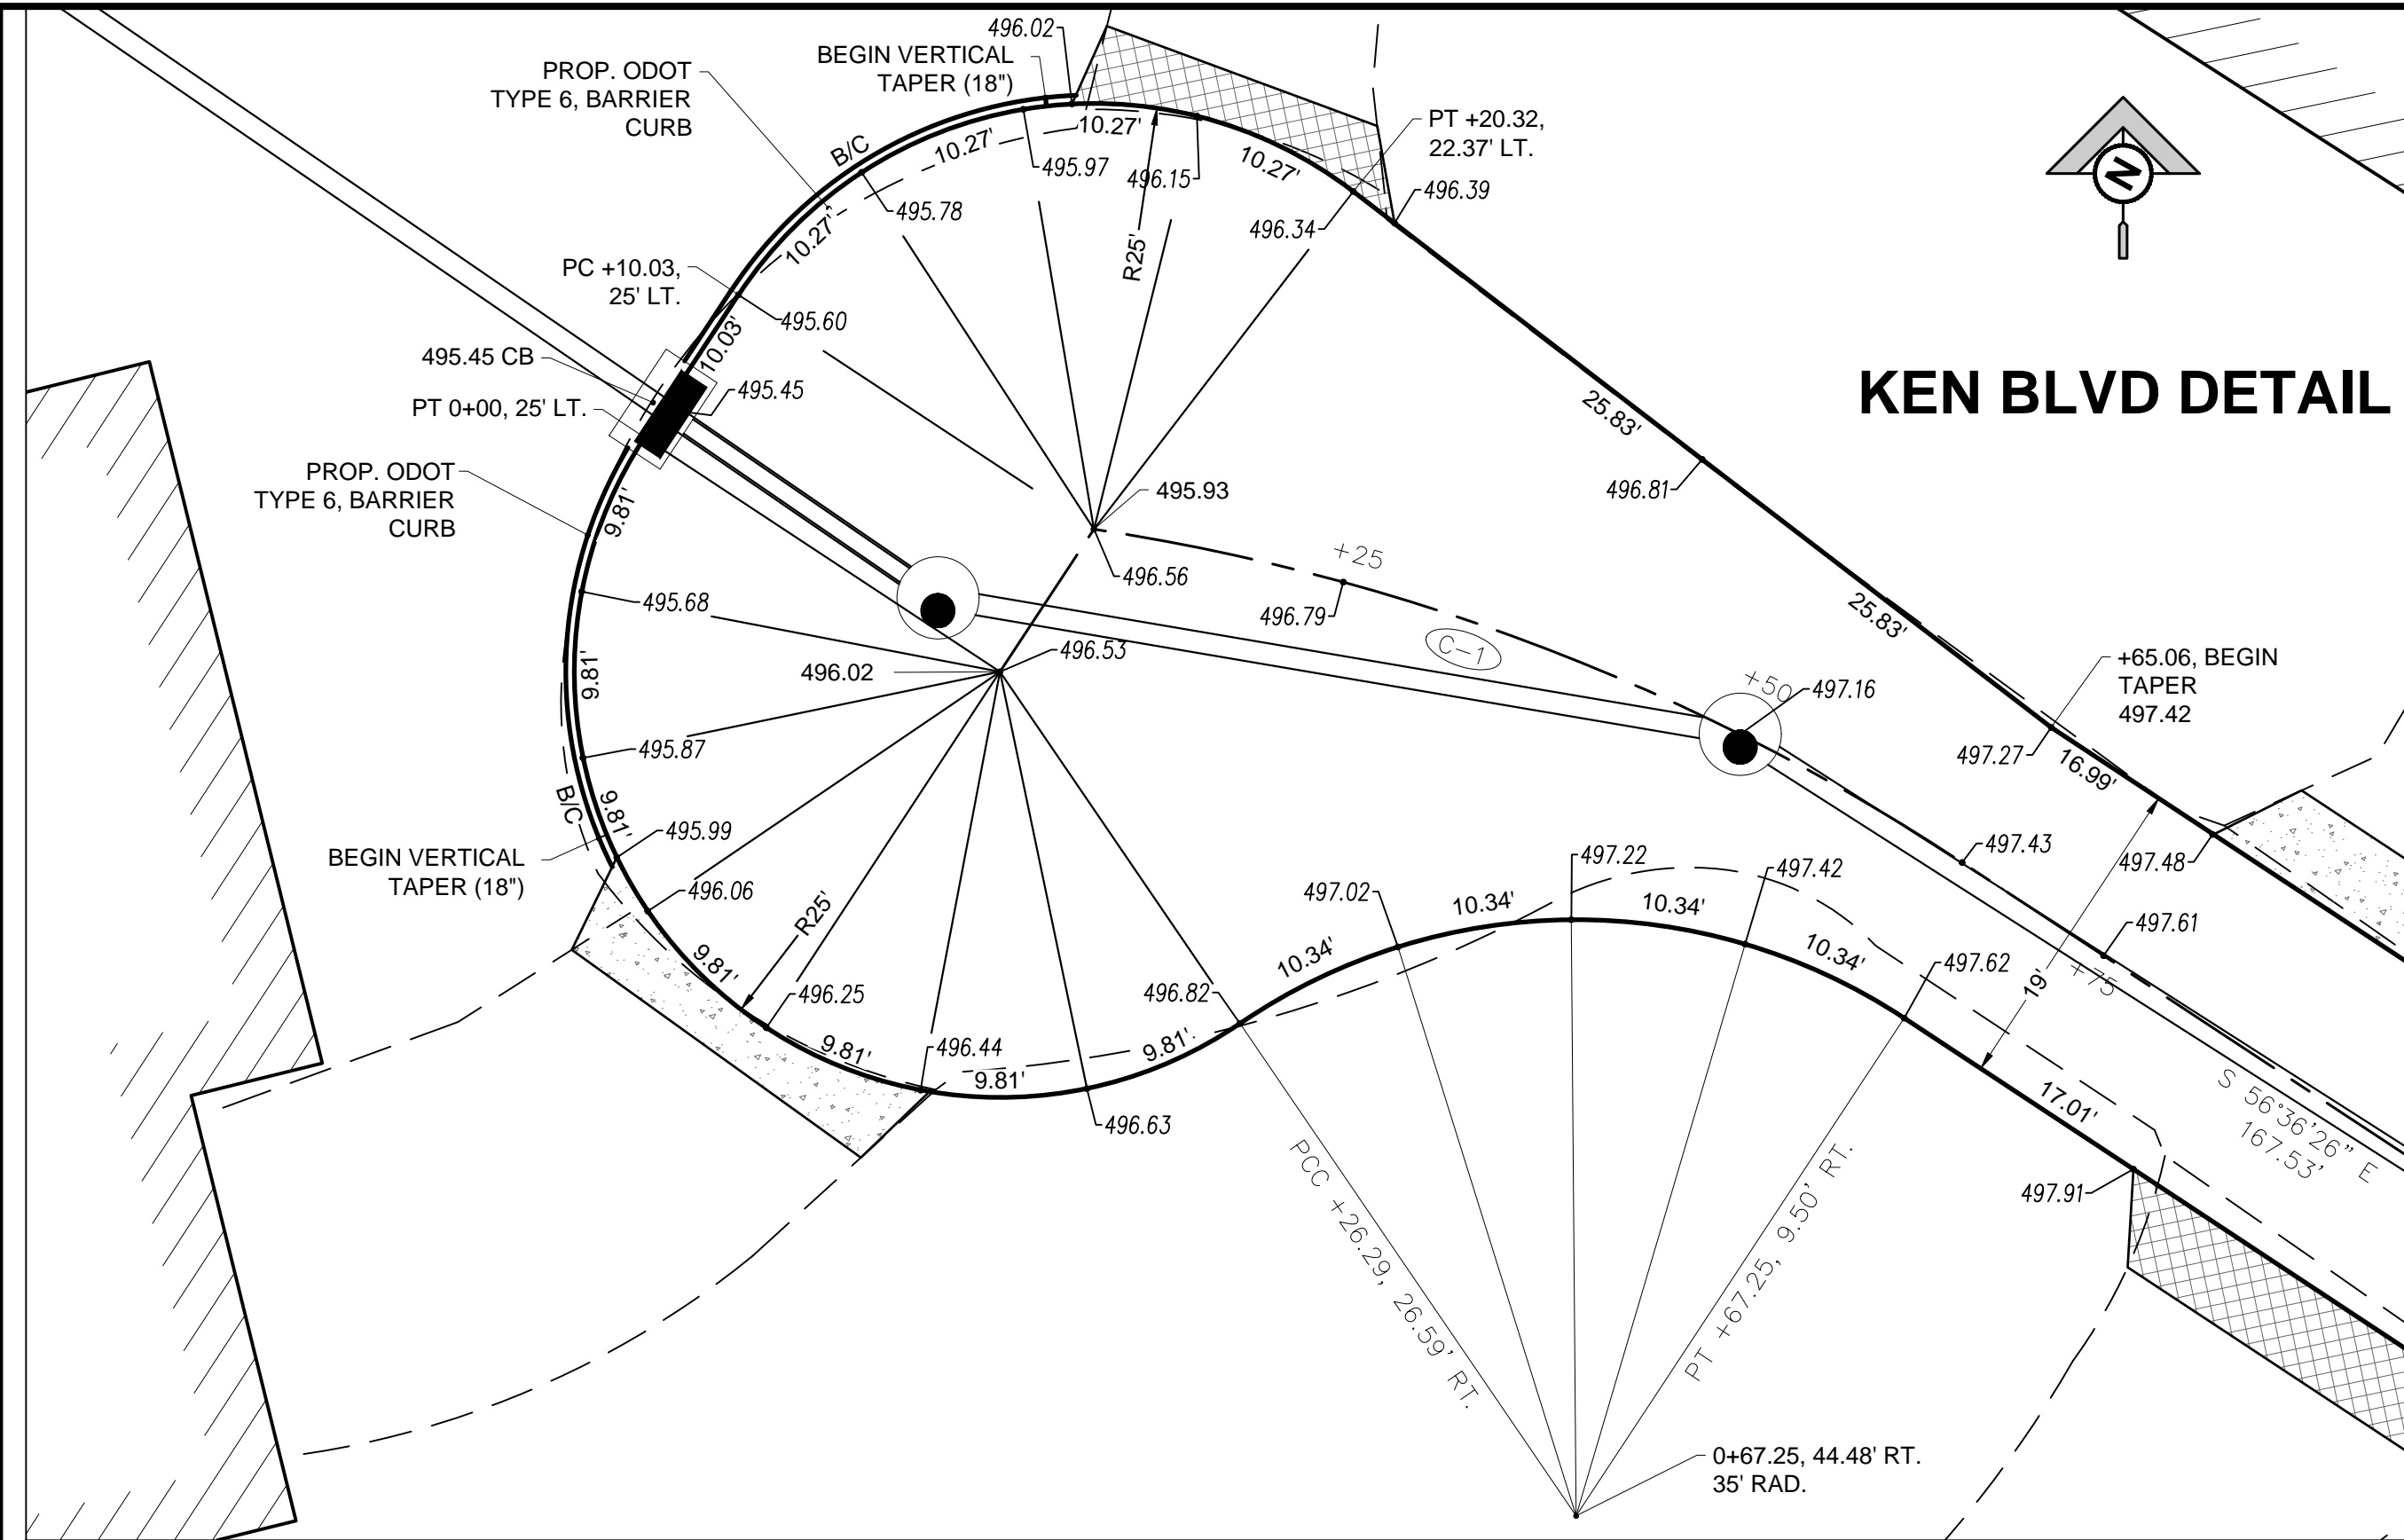 496.02
BEGIN VERTICAL
TAPER (18")
PROP. ODOT
TYPE 6, BARRIER
CURB
B/C
10.27'
10.27'
10.27'
10.27'
495.97
496.15
495.78
R25'
PT +20.32,
22.37' LT.
496.39
496.34
N
PC +10.03,
25' LT.
495.60
10.03'
495.45 CB
495.45
PT 0+00, 25' LT.
KEN BLVD DETAIL
25.83'
496.81
PROP. ODOT
TYPE 6, BARRIER
CURB
9.81'
495.93
496.56
+25
496.79
C-1
25.83'
495.68
496.53
496.02
9.81'
+50
497.16
+65.06, BEGIN
TAPER
497.42
497.27
16.99'
495.87
B/C
9.81'
495.99
BEGIN VERTICAL
TAPER (18")
496.06
R25'
9.81'
496.25
9.81'
496.44
9.81'
496.63
9.81'
496.82
10.34'
497.02
10.34'
497.22
10.34'
497.42
10.34'
497.62
497.43
497.48
497.61
19'
+75
17.01'
S 56°36'26" E
167.53'
497.91
PCC +26.29, 26.59' RT.
PT +67.25, 9.50' RT.
0+67.25, 44.48' RT.
35' RAD.